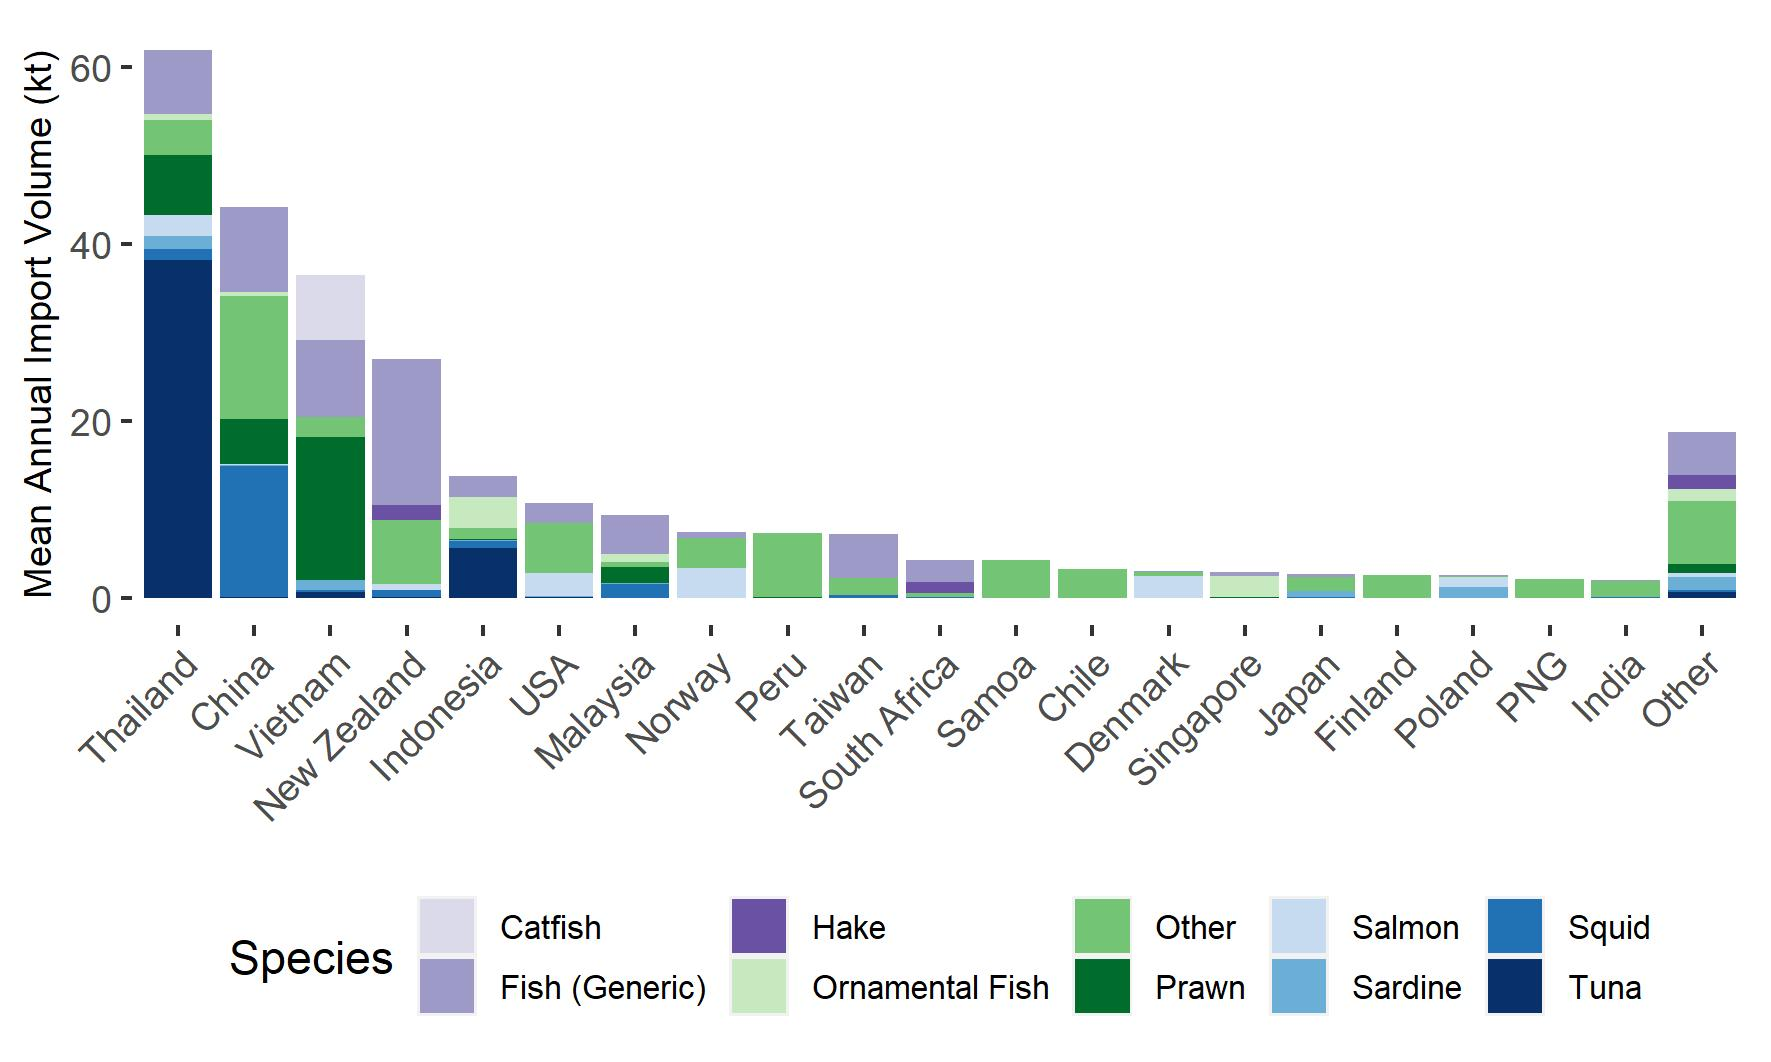 Mean Annual Import Volume (kt)
60
40
20
0
Thailand
China
Vietnam
New Zealand
Indonesia
USA
Malaysia
Norway
Peru
Taiwan
South Africa
Samoa
Chile
Denmark
Singapore
Japan
Finland
Poland
PNG
India
Other
Species
Catfish
Hake
Other
Salmon
Squid
Fish (Generic)
Ornamental Fish
Prawn
Sardine
Tuna